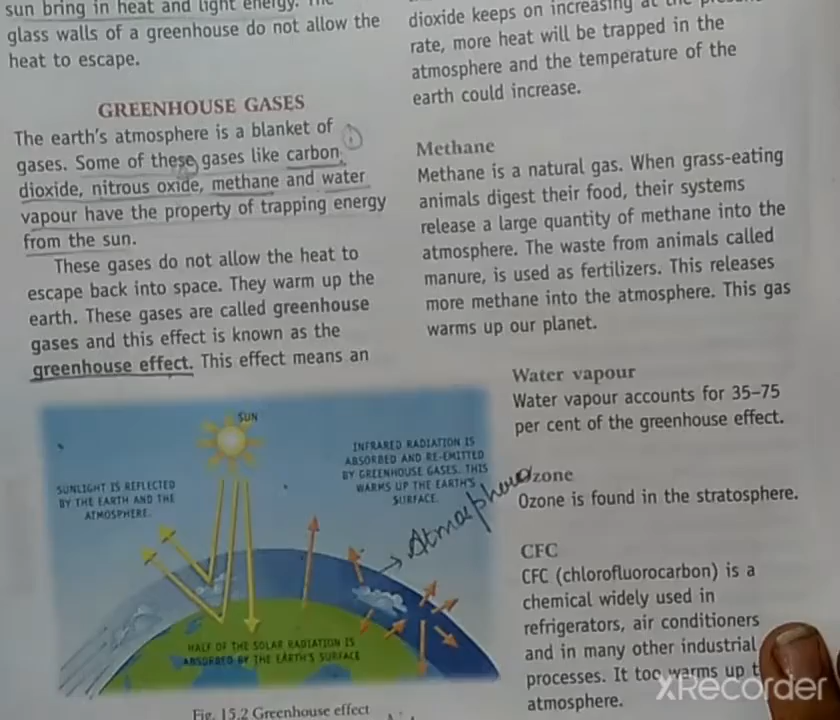 sun bring in heat and light energy.
glass walls of a greenhouse do not allow the
heat to escape.
GREENHOUSE GASES
The earth's atmosphere is a blanket of
gases. Some of these gases like carbon
dioxide, nitrous oxide, methane and water
vapour have the property of trapping energy
from the sun.
These gases do not allow the heat to
escape back into space. They warm up the
earth. These gases are called greenhouse
gases and this effect is known as the
greenhouse effect. This effect means an
SUN
SUNLIGHT IS REFLECTED
BY THE EARTH AND THE
ATMOSPHERE.
INFRARED RADIATION IS
ABSORBED AND RE-EMITTED
BY GREENHOUSE GASES. THIS
WARMS UP THE EARTH'S
SURFACE.
Atmosphere
HALF OF THE SOLAR RADIATION IS
ABSORBED BY THE EARTH'S SURFACE
Fig. 15.2 Greenhouse effect
dioxide keeps on increasing at the
rate, more heat will be trapped in the
atmosphere and the temperature of the
earth could increase.
Methane
Methane is a natural gas. When grass-eating
animals digest their food, their systems
release a large quantity of methane into the
atmosphere. The waste from animals called
manure, is used as fertilizers. This releases
more methane into the atmosphere. This gas
warms up our planet.
Water vapour
Water vapour accounts for 35–75
per cent of the greenhouse effect.
Ozone
Ozone is found in the stratosphere.
CFC
CFC (chlorofluorocarbon) is a
chemical widely used in
refrigerators, air conditioners
and in many other industrial
processes. It too warms up
atmosphere.
XRecorder